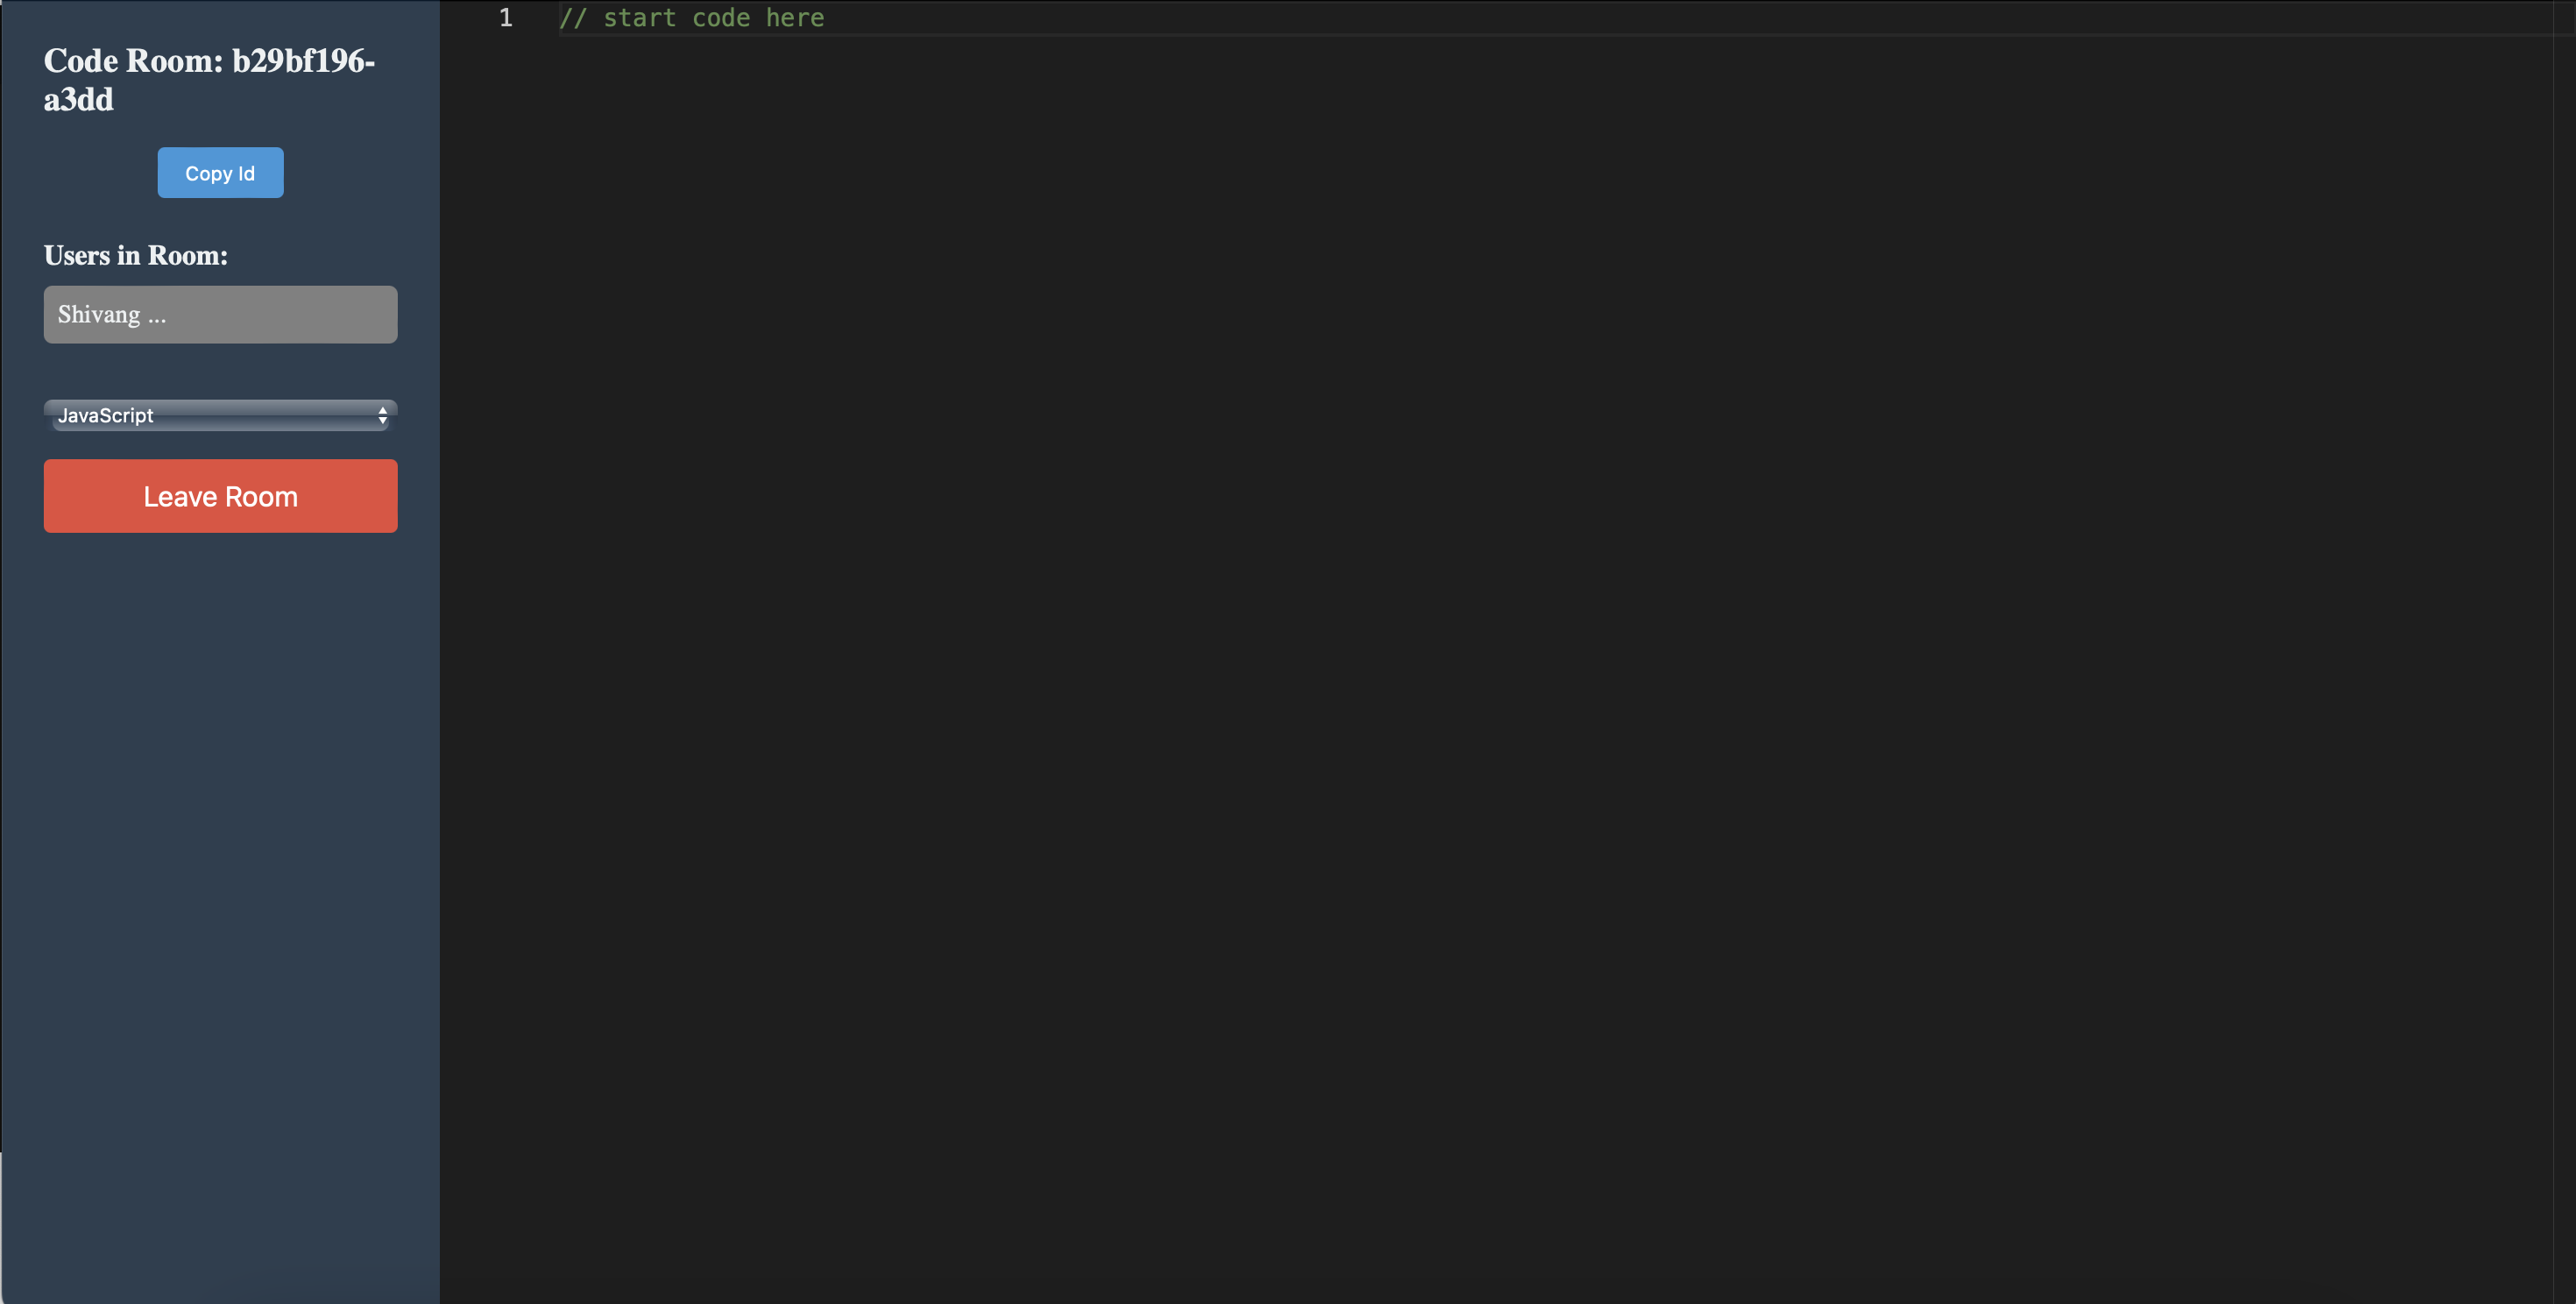 Code Room: b29bf196-
a3dd
Copy Id
Users in Room:
Shivang ...
JavaScript
Leave Room
1 // start code here